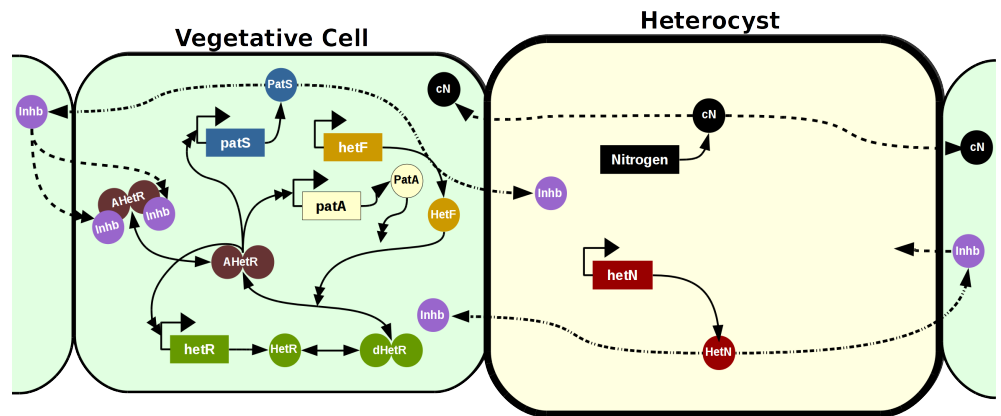 Heterocyst
Vegetative Cell
PatS
cN
Inhb
cN
patS
hetF
cN
Nitrogen
PatA
AHetR
Inhb
Inhb
Inhb
patA
HetF
AHetR
Inhb
hetN
Inhb
hetR
HetR
dHetR
HetN